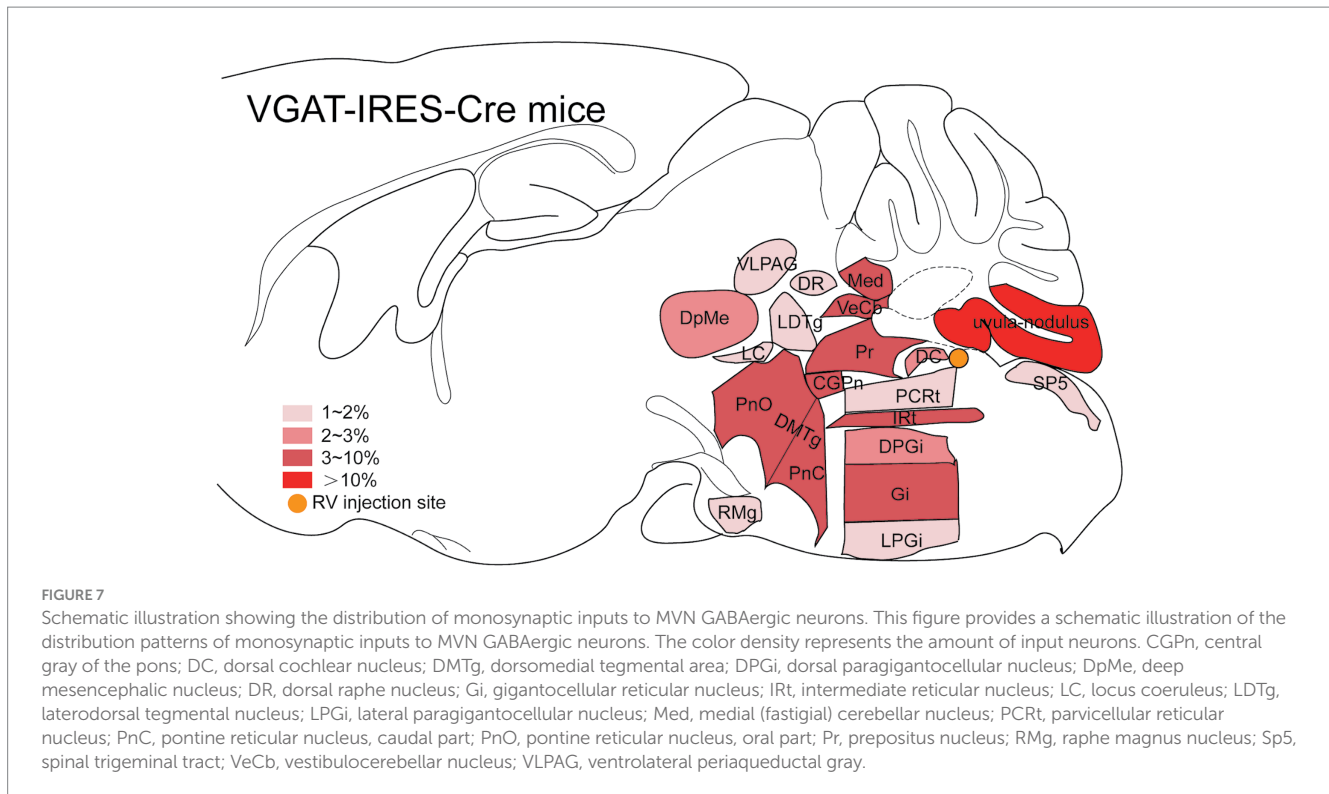 VGAT-IRES-Cre mice
VLPAG
DR
Med
VeCb
DpMe
LDTg
uvula-nodulus
LC
Pr
DC
SP5
CGPn
PCRt
PnO
IRt
DMTg
DPGi
PnC
Gi
RMg
LPGi
1~2%
2~3%
3~10%
>10%
RV injection site
FIGURE 7
Schematic illustration showing the distribution of monosynaptic inputs to MVN GABAergic neurons. This figure provides a schematic illustration of the
distribution patterns of monosynaptic inputs to MVN GABAergic neurons. The color density represents the amount of input neurons. CGPn, central
gray of the pons; DC, dorsal cochlear nucleus; DMTg, dorsomedial tegmental area; DPGi, dorsal paragigantocellular nucleus; DpMe, deep
mesencephalic nucleus; DR, dorsal raphe nucleus; Gi, gigantocellular reticular nucleus; IRt, intermediate reticular nucleus; LC, locus coeruleus; LDTg,
laterodorsal tegmental nucleus; LPGi, lateral paragigantocellular nucleus; Med, medial (fastigial) cerebellar nucleus; PCRt, parvicellular reticular
nucleus; PnC, pontine reticular nucleus, caudal part; PnO, pontine reticular nucleus, oral part; Pr, prepositus nucleus; RMg, raphe magnus nucleus; Sp5,
spinal trigeminal tract; VeCb, vestibulocerebellar nucleus; VLPAG, ventrolateral periaqueductal gray.